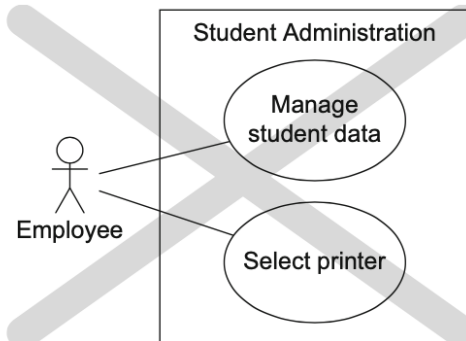 Student Administration
Manage
student data
Employee
Select printer